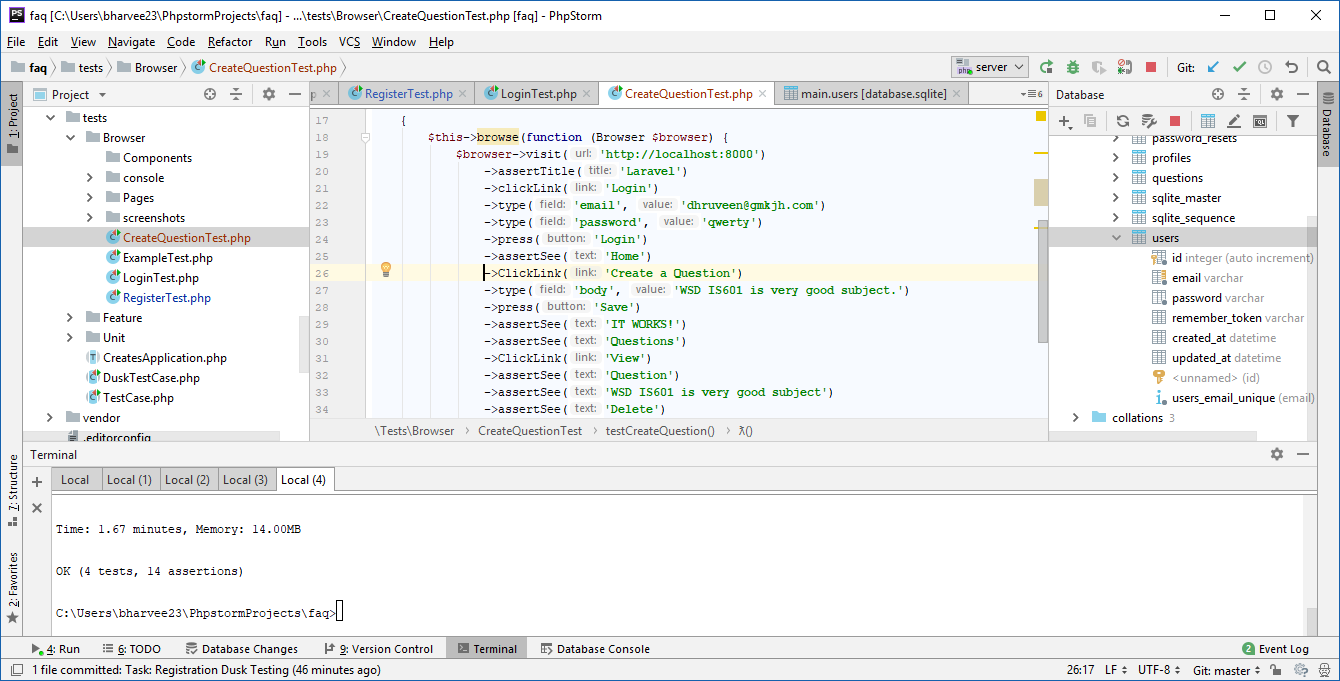 faq [C:\Users\bharvee23\PhpstormProjects\faq] - ...\tests\Browser\CreateQuestionTest.php [faq] - PhpStorm
File Edit View Navigate Code Refactor Run Tools VCS Window Help
faq tests Browser CreateQuestionTest.php server Git:
1: Project
Project
p RegisterTest.php LoginTest.php CreateQuestionTest.php main.users [database.sqlite] 6
Database
Database
tests
Browser
Components
console
Pages
screenshots
CreateQuestionTest.php
ExampleTest.php
LoginTest.php
RegisterTest.php
Feature
Unit
CreatesApplication.php
DuskTestCase.php
TestCase.php
vendor
.editorconfig
17 {
18 $this->browse(function (Browser $browser) {
19 $browser->visit( url: 'http://localhost:8000')
20 ->assertTitle( title: 'Laravel')
21 ->clickLink( link: 'Login')
22 ->type( field: 'email', value: 'dhruveen@gmkjh.com')
23 ->type( field: 'password', value: 'qwerty')
24 ->press( button: 'Login')
25 ->assertSee( text: 'Home')
26 ->ClickLink( link: 'Create a Question')
27 ->type( field: 'body', value: 'WSD IS601 is very good subject.')
28 ->press( button: 'Save')
29 ->assertSee( text: 'IT WORKS!')
30 ->assertSee( text: 'Questions')
31 ->ClickLink( link: 'View')
32 ->assertSee( text: 'Question')
33 ->assertSee( text: 'WSD IS601 is very good subject')
34 ->assertSee( text: 'Delete')
\Tests\Browser CreateQuestionTest testCreateQuestion() λ()
password_resets
profiles
questions
sqlite_master
sqlite_sequence
users
id integer (auto increment)
email varchar
password varchar
remember_token varchar
created_at datetime
updated_at datetime
<unnamed> (id)
users_email_unique (email)
collations 3
Terminal
Local Local (1) Local (2) Local (3) Local (4)
Time: 1.67 minutes, Memory: 14.00MB
OK (4 tests, 14 assertions)
C:\Users\bharvee23\PhpstormProjects\faq>
7: Structure
2: Favorites
4: Run 6: TODO Database Changes 9: Version Control Terminal Database Console 2 Event Log
1 file committed: Task: Registration Dusk Testing (46 minutes ago) 26:17 LF UTF-8 Git: master